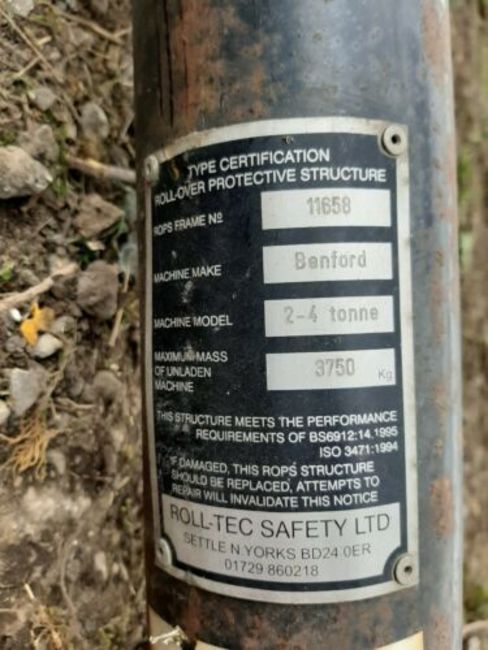 TYPE CERTIFICATION
ROLL-OVER PROTECTIVE STRUCTURE
ROPS FRAME Nº 11658
MACHINE MAKE Benford
MACHINE MODEL 2-4 tonne
MAXIMUM MASS
OF UNLADEN 3750 Kg
MACHINE
THIS STRUCTURE MEETS THE PERFORMANCE
REQUIREMENTS OF BS6912:14.1995
ISO 3471:1994
IF DAMAGED, THIS ROPS STRUCTURE
SHOULD BE REPLACED, ATTEMPTS TO
REPAIR WILL INVALIDATE THIS NOTICE
ROLL-TEC SAFETY LTD
SETTLE N.YORKS BD24 0ER
01729 860218